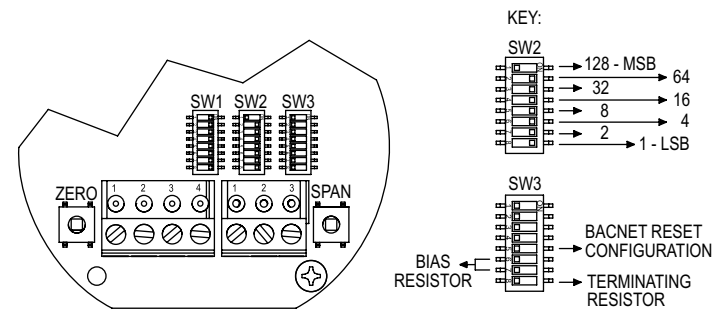 KEY:
SW2
128 - MSB
64
32
16
8
4
2
1 - LSB
SW1 SW2 SW3
ZERO
1 2 3 4
1 2 3
SPAN
SW3
BACNET RESET
CONFIGURATION
BIAS
RESISTOR
TERMINATING
RESISTOR